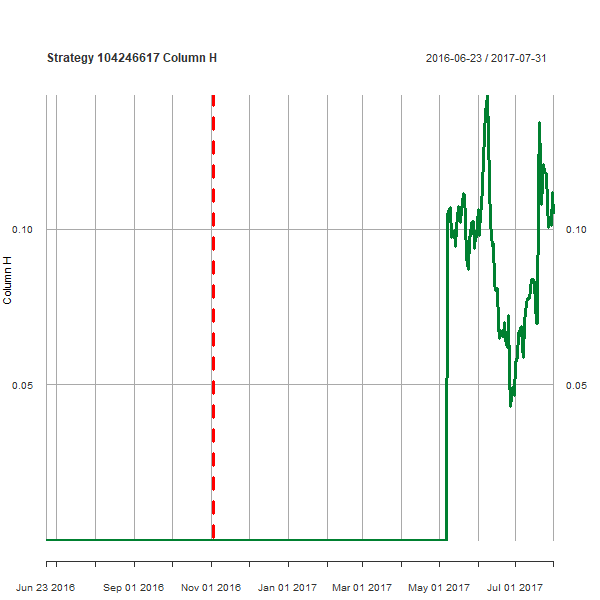 Strategy 104246617 Column H
2016-06-23 / 2017-07-31
0.10
0.10
Column H
0.05
0.05
Jun 23 2016
Sep 01 2016
Nov 01 2016
Jan 01 2017
Mar 01 2017
May 01 2017
Jul 01 2017